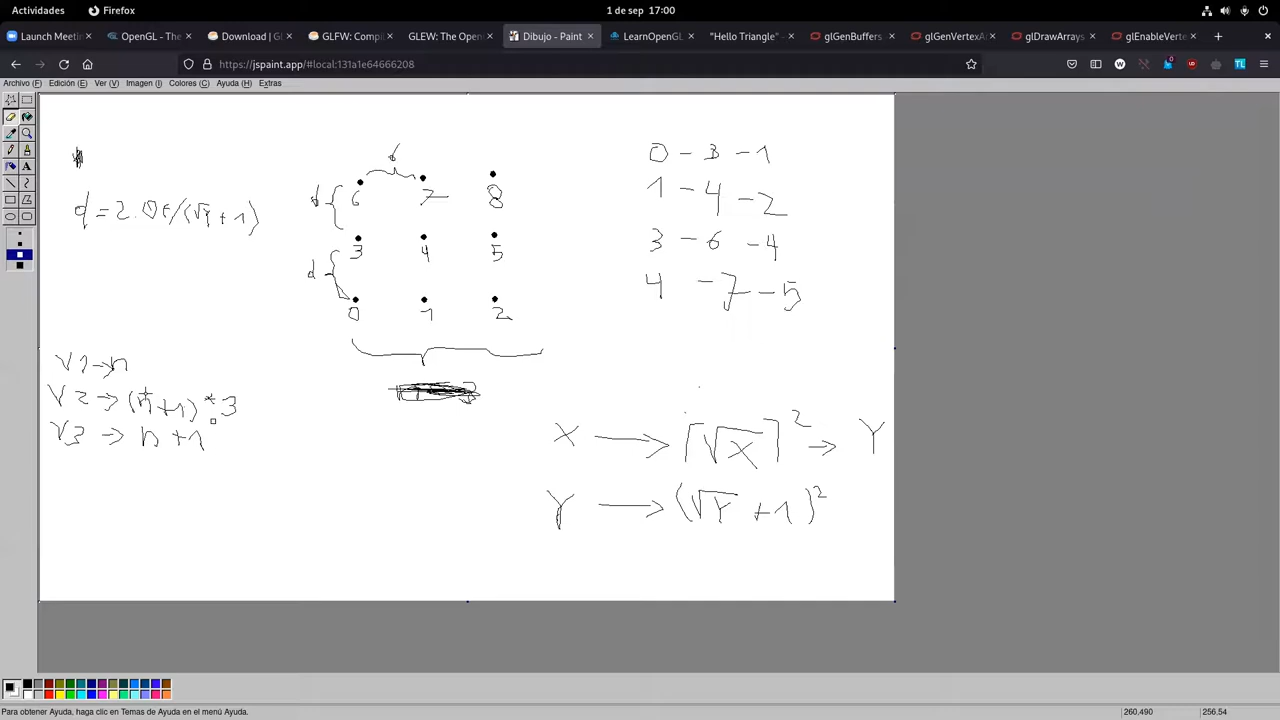 Actividades
Firefox
1 de sep 17:00
Launch Meetin
OpenGL - The
Download | GL
GLFW: Compil
GLEW: The Open
Dibujo - Paint
LearnOpenGL
"Hello Triangle"
glGenBuffers
glGenVertexA
glDrawArrays
glEnableVerte
https://jspaint.app/#local:131a1e64666208
Archivo (F) Edición (E) Ver (V) Imagen (I) Colores (C) Ayuda (H) Extras
d = 2.0f/(√Y + 1)
d
d 6 7 8
3 4 5
d
0 1 2
0 - 3 - 1
1 - 4 - 2
3 - 6 - 4
4 - 7 - 5
V1 → n
V2 → (n + 1) * 3
V3 → n + 1
X → ⌈√X⌉² → Y
Y → (√Y + 1)²
Para obtener Ayuda, haga clic en Temas de Ayuda en el menú Ayuda.
260,490
256,54